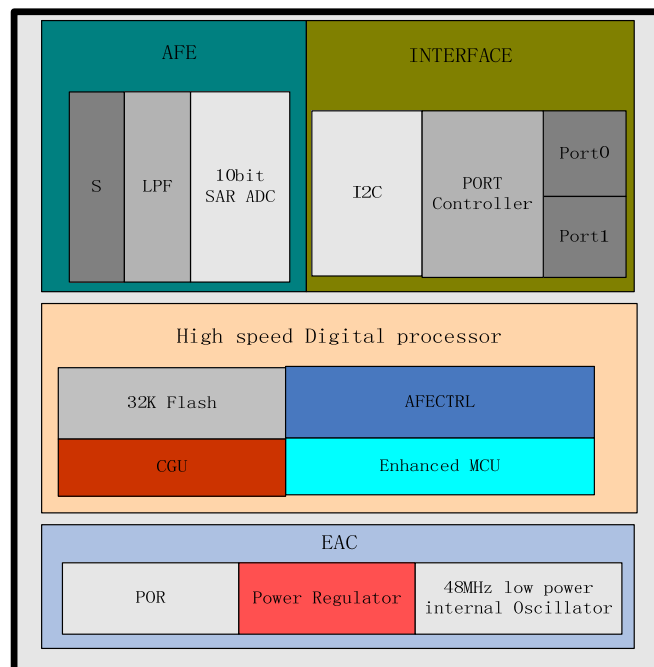 AFE
INTERFACE
S
LPF
10bit
SAR ADC
I2C
PORT
Controller
Port0
Port1
High speed Digital processor
32K Flash
AFECTRL
CGU
Enhanced MCU
EAC
POR
Power Regulator
48MHz low power
internal Oscillator